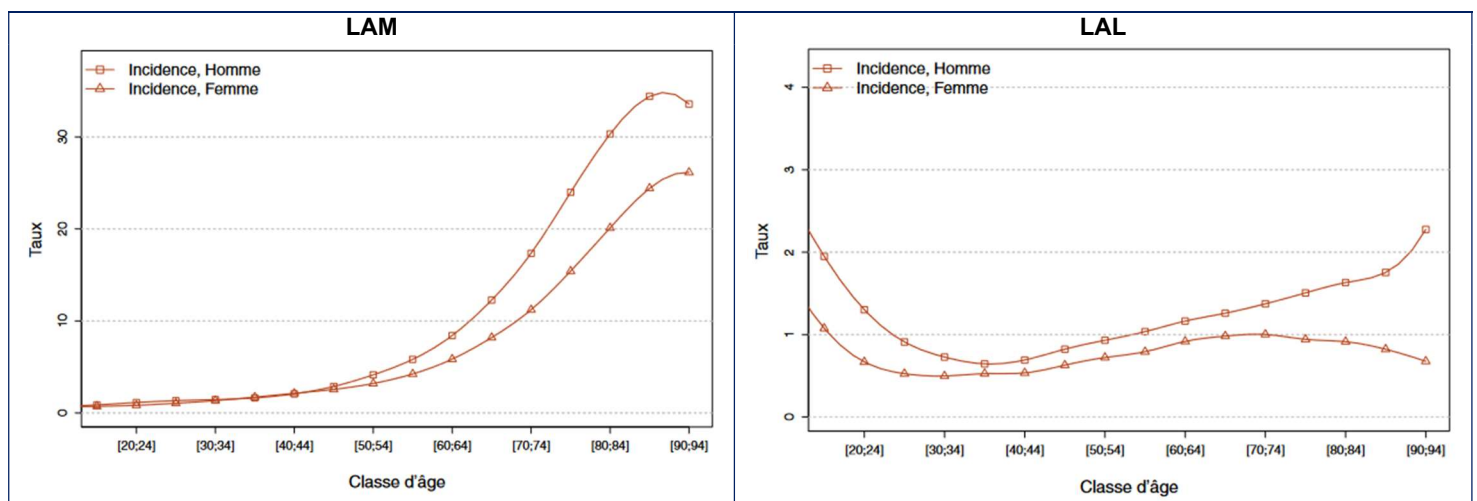 LAM
Incidence, Homme
Incidence, Femme
30
20
10
0
Taux
[20;24] [30;34] [40;44] [50;54] [60;64] [70;74] [80;84] [90;94]
Classe d'âge
LAL
Incidence, Homme
Incidence, Femme
4
3
2
1
0
Taux
[20;24] [30;34] [40;44] [50;54] [60;64] [70;74] [80;84] [90;94]
Classe d'âge